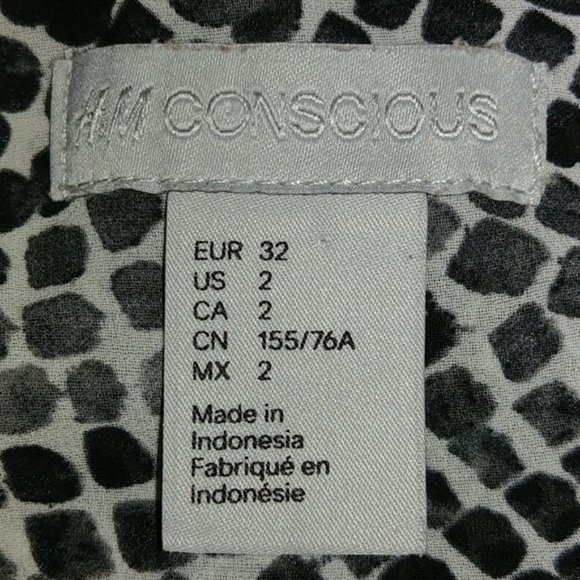 H&M CONSCIOUS
EUR 32
US 2
CA 2
CN 155/76A
MX 2
Made in
Indonesia
Fabriqué en
Indonésie